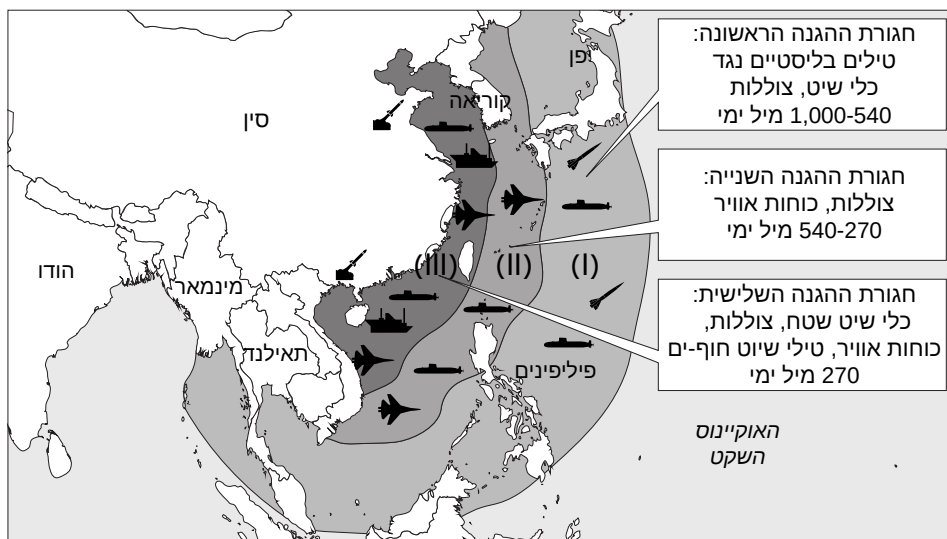 חגורת ההגנה הראשונה:
טילים בליסטיים נגד
כלי שיט, צוללות
1,000-540 מיל ימי
חגורת ההגנה השנייה:
צוללות, כוחות אוויר
540-270 מיל ימי
חגורת ההגנה השלישית:
כלי שיט שטח, צוללות,
כוחות אוויר, טילי שיוט חוף-ים
270 מיל ימי
יפן
קוריאה
סין
הודו
מינמאר
תאילנד
פיליפינים
(I)
(II)
(III)
האוקיינוס
השקט